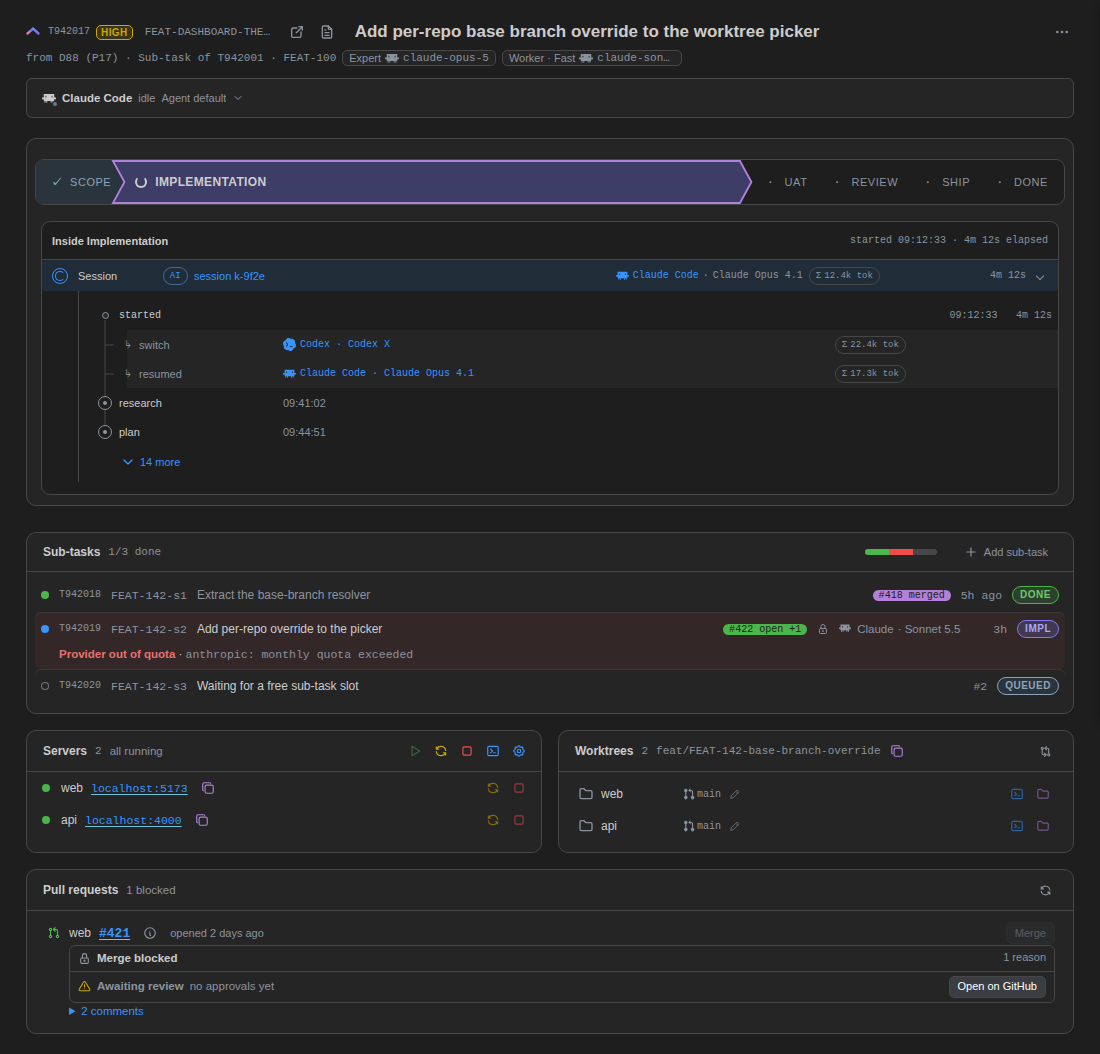 T942017 HIGH FEAT-DASHBOARD-THE… Add per-repo base branch override to the worktree picker
from D88 (P17) · Sub-task of T942001 · FEAT-100 Expert claude-opus-5 Worker · Fast claude-son…
Claude Code idle Agent default
SCOPE IMPLEMENTATION · UAT · REVIEW · SHIP · DONE
Inside Implementation started 09:12:33 · 4m 12s elapsed
Session AI session k-9f2e Claude Code · Claude Opus 4.1 Σ 12.4k tok 4m 12s
started 09:12:33 4m 12s
↳ switch Codex · Codex X Σ 22.4k tok
↳ resumed Claude Code · Claude Opus 4.1 Σ 17.3k tok
research 09:41:02
plan 09:44:51
14 more
Sub-tasks 1/3 done Add sub-task
T942018 FEAT-142-s1 Extract the base-branch resolver #418 merged 5h ago DONE
T942019 FEAT-142-s2 Add per-repo override to the picker #422 open +1 Claude · Sonnet 5.5 3h IMPL
Provider out of quota · anthropic: monthly quota exceeded
T942020 FEAT-142-s3 Waiting for a free sub-task slot #2 QUEUED
Servers 2 all running
web localhost:5173
api localhost:4000
Worktrees 2 feat/FEAT-142-base-branch-override
web main
api main
Pull requests 1 blocked
web #421 opened 2 days ago Merge
Merge blocked 1 reason
Awaiting review no approvals yet Open on GitHub
2 comments